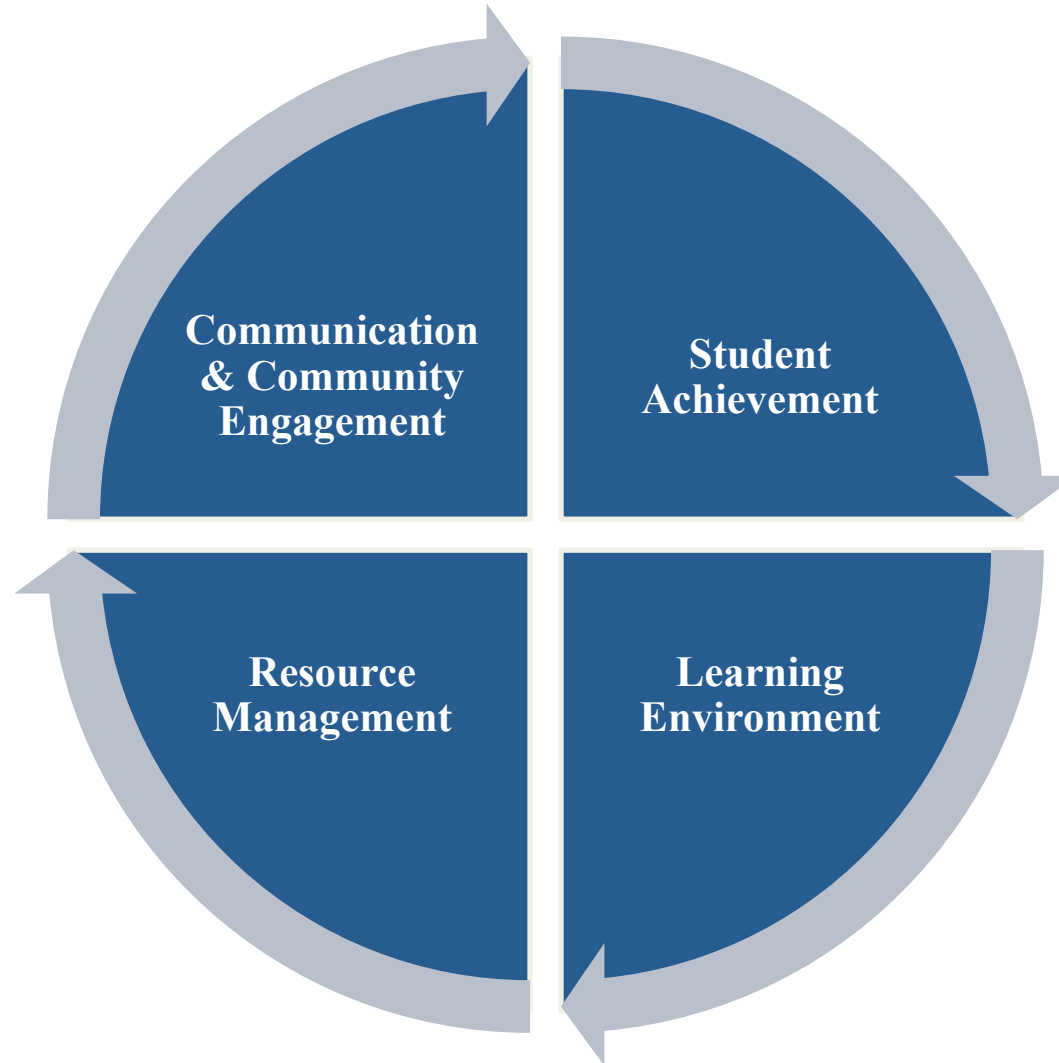 Communication
& Community
Engagement
Student
Achievement
Resource
Management
Learning
Environment